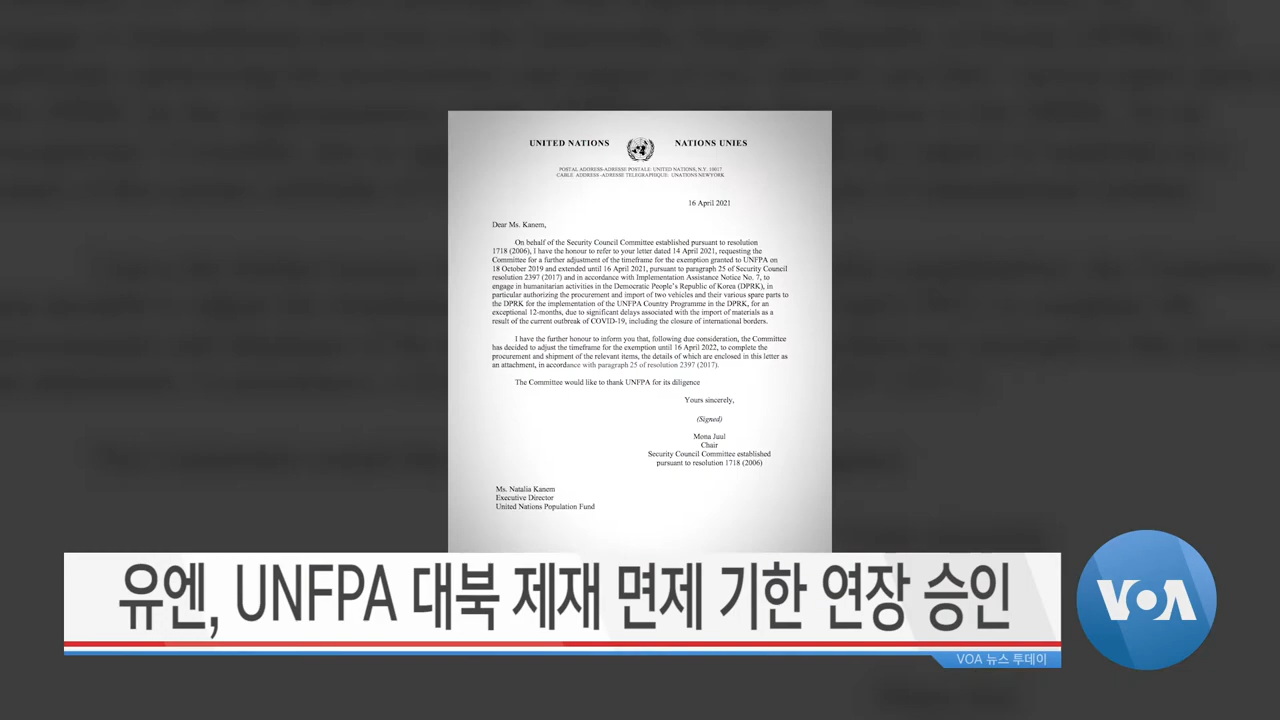 UNITED NATIONS NATIONS UNIES
POSTAL ADDRESS-ADRESSE POSTALE: UNITED NATIONS, N.Y. 10017
CABLE ADDRESS -ADRESSE TELEGRAPHIQUE: UNATIONS NEWYORK
16 April 2021
Dear Ms. Kanem,
On behalf of the Security Council Committee established pursuant to resolution
1718 (2006), I have the honour to refer to your letter dated 14 April 2021, requesting the
Committee for a further adjustment of the timeframe for the exemption granted to UNFPA on
18 October 2019 and extended until 16 April 2021, pursuant to paragraph 25 of Security Council
resolution 2397 (2017) and in accordance with Implementation Assistance Notice No. 7, to
engage in humanitarian activities in the Democratic People's Republic of Korea (DPRK), in
particular authorizing the procurement and import of two vehicles and their various spare parts to
the DPRK for the implementation of the UNFPA Country Programme in the DPRK, for an
exceptional 12-months, due to significant delays associated with the import of materials as a
result of the current outbreak of COVID-19, including the closure of international borders.
I have the further honour to inform you that, following due consideration, the Committee
has decided to adjust the timeframe for the exemption until 16 April 2022, to complete the
procurement and shipment of the relevant items, the details of which are enclosed in this letter as
an attachment, in accordance with paragraph 25 of resolution 2397 (2017).
The Committee would like to thank UNFPA for its diligence
Yours sincerely,
(Signed)
Mona Juul
Chair
Security Council Committee established
pursuant to resolution 1718 (2006)
Ms. Natalia Kanem
Executive Director
United Nations Population Fund
유엔, UNFPA 대북 제재 면제 기한 연장 승인
VOA
VOA 뉴스 투데이